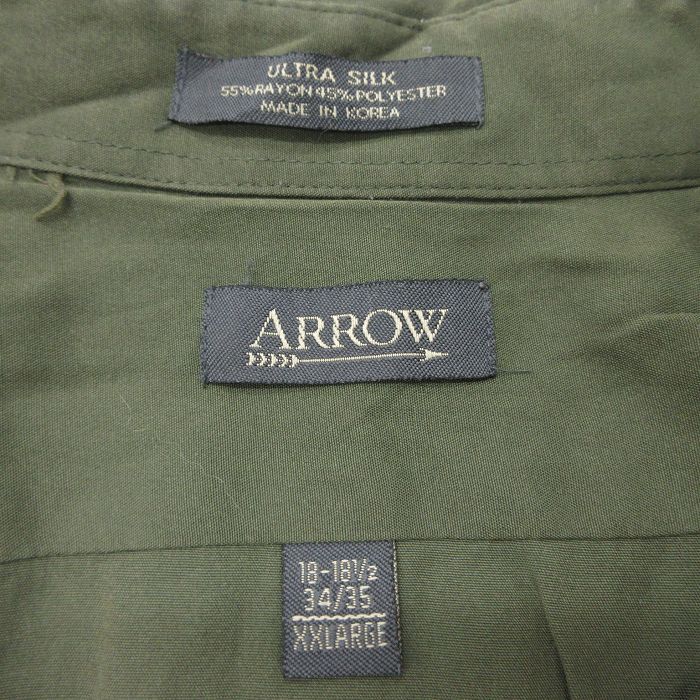 ULTRA SILK
55%RAYON 45%POLYESTER
MADE IN KOREA
ARROW
18-18½
34/35
XXLARGE